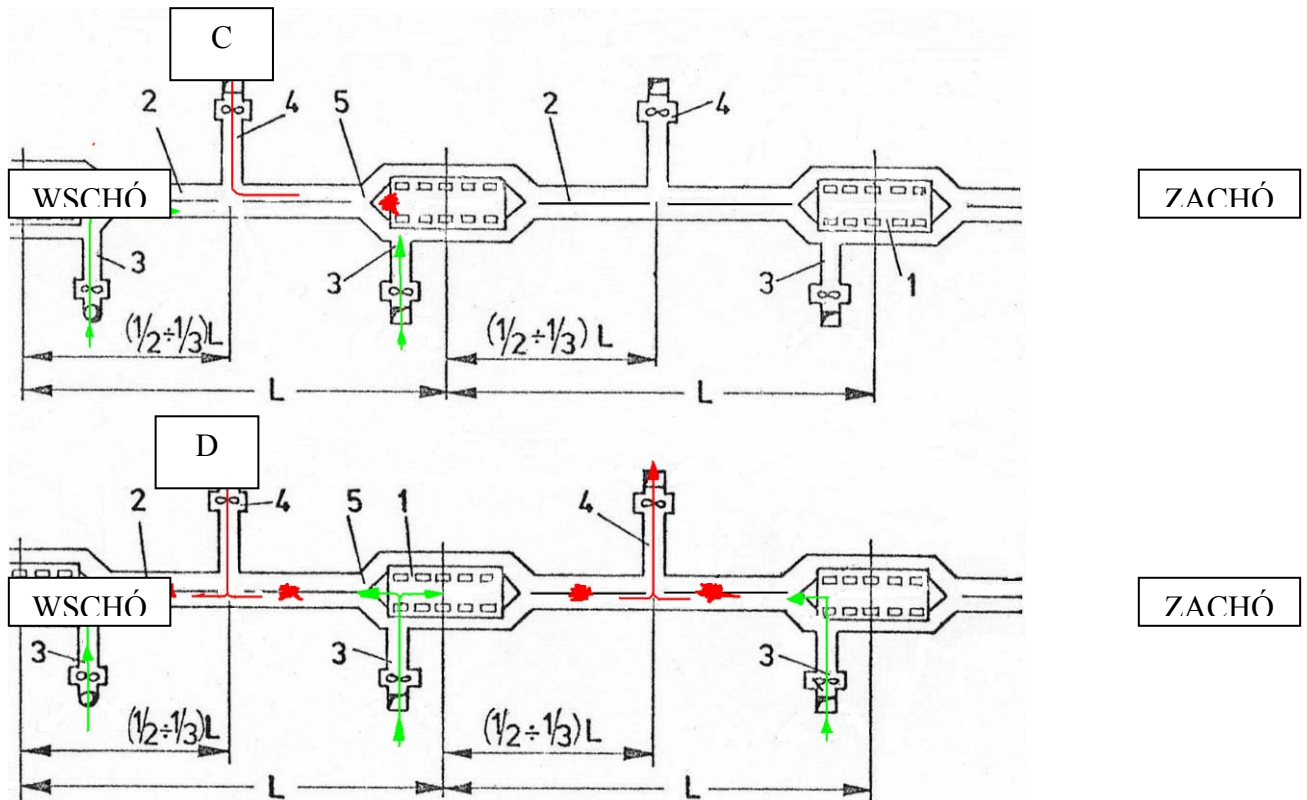 C
2 4 5 2 4
WSCHÓ ZACHÓ
3 3 3 1
(1/2÷1/3)L (1/2÷1/3) L
L L
D
2 4 5 1 4
WSCHÓ ZACHÓ
3 3 3
(1/2÷1/3)L (1/2÷1/3)L
L L